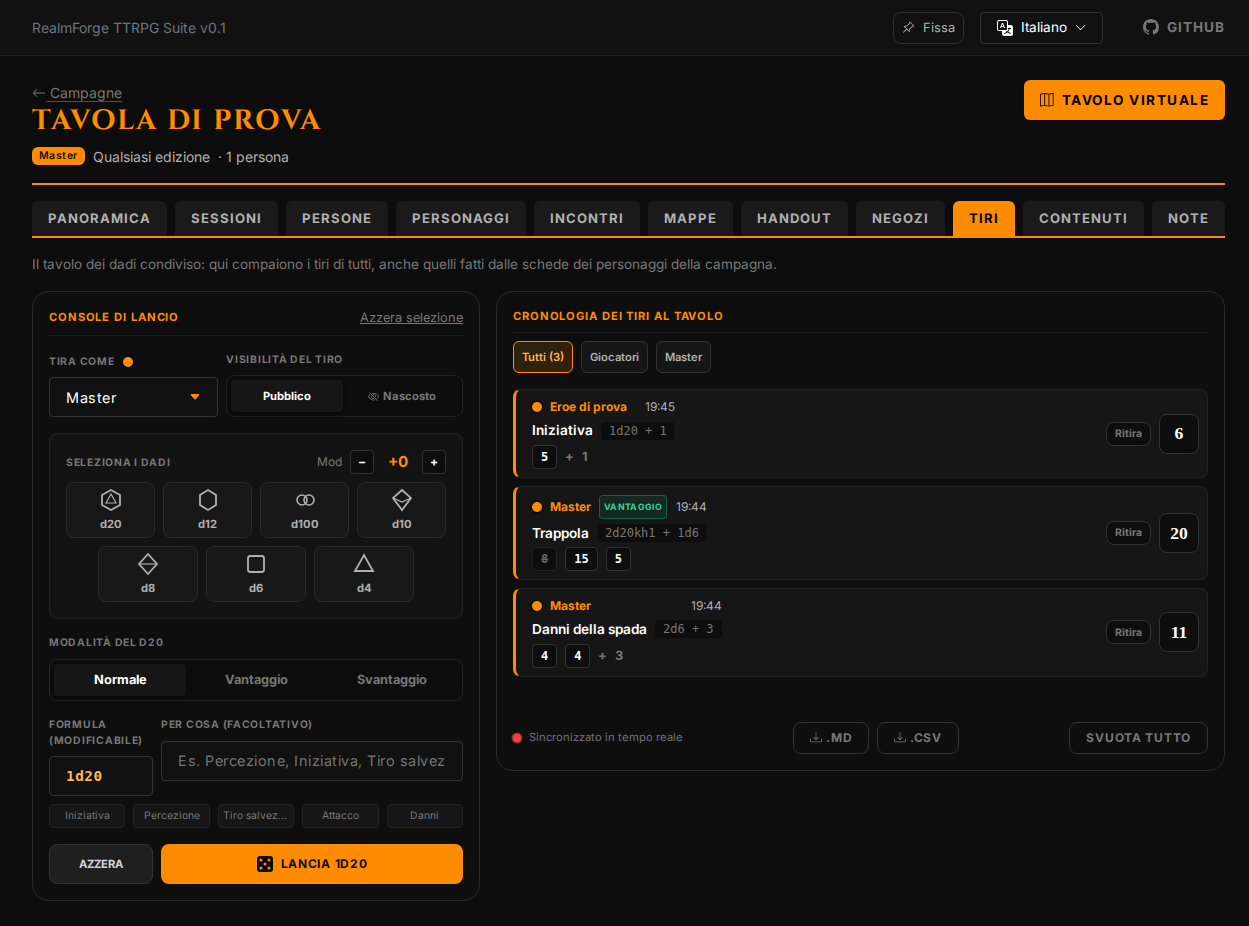 RealmForge TTRPG Suite v0.1
Fissa
Italiano
GITHUB
← Campagne
TAVOLA DI PROVA
TAVOLO VIRTUALE
Master Qualsiasi edizione · 1 persona
PANORAMICA SESSIONI PERSONE PERSONAGGI INCONTRI MAPPE HANDOUT NEGOZI TIRI CONTENUTI NOTE
Il tavolo dei dadi condiviso: qui compaiono i tiri di tutti, anche quelli fatti dalle schede dei personaggi della campagna.
CONSOLE DI LANCIO Azzera selezione
TIRA COME
Master
VISIBILITÀ DEL TIRO
Pubblico Nascosto
SELEZIONA I DADI Mod − +0 +
d20 d12 d100 d10
d8 d6 d4
MODALITÀ DEL D20
Normale Vantaggio Svantaggio
FORMULA
(MODIFICABILE)
1d20
PER COSA (FACOLTATIVO)
Es. Percezione, Iniziativa, Tiro salvez
Iniziativa Percezione Tiro salvez... Attacco Danni
AZZERA LANCIA 1D20
CRONOLOGIA DEI TIRI AL TAVOLO
Tutti (3) Giocatori Master
Eroe di prova 19:45
Iniziativa 1d20 + 1
5 + 1
Ritira 6
Master VANTAGGIO 19:44
Trappola 2d20kh1 + 1d6
8 15 5
Ritira 20
Master 19:44
Danni della spada 2d6 + 3
4 4 + 3
Ritira 11
Sincronizzato in tempo reale .MD .CSV SVUOTA TUTTO